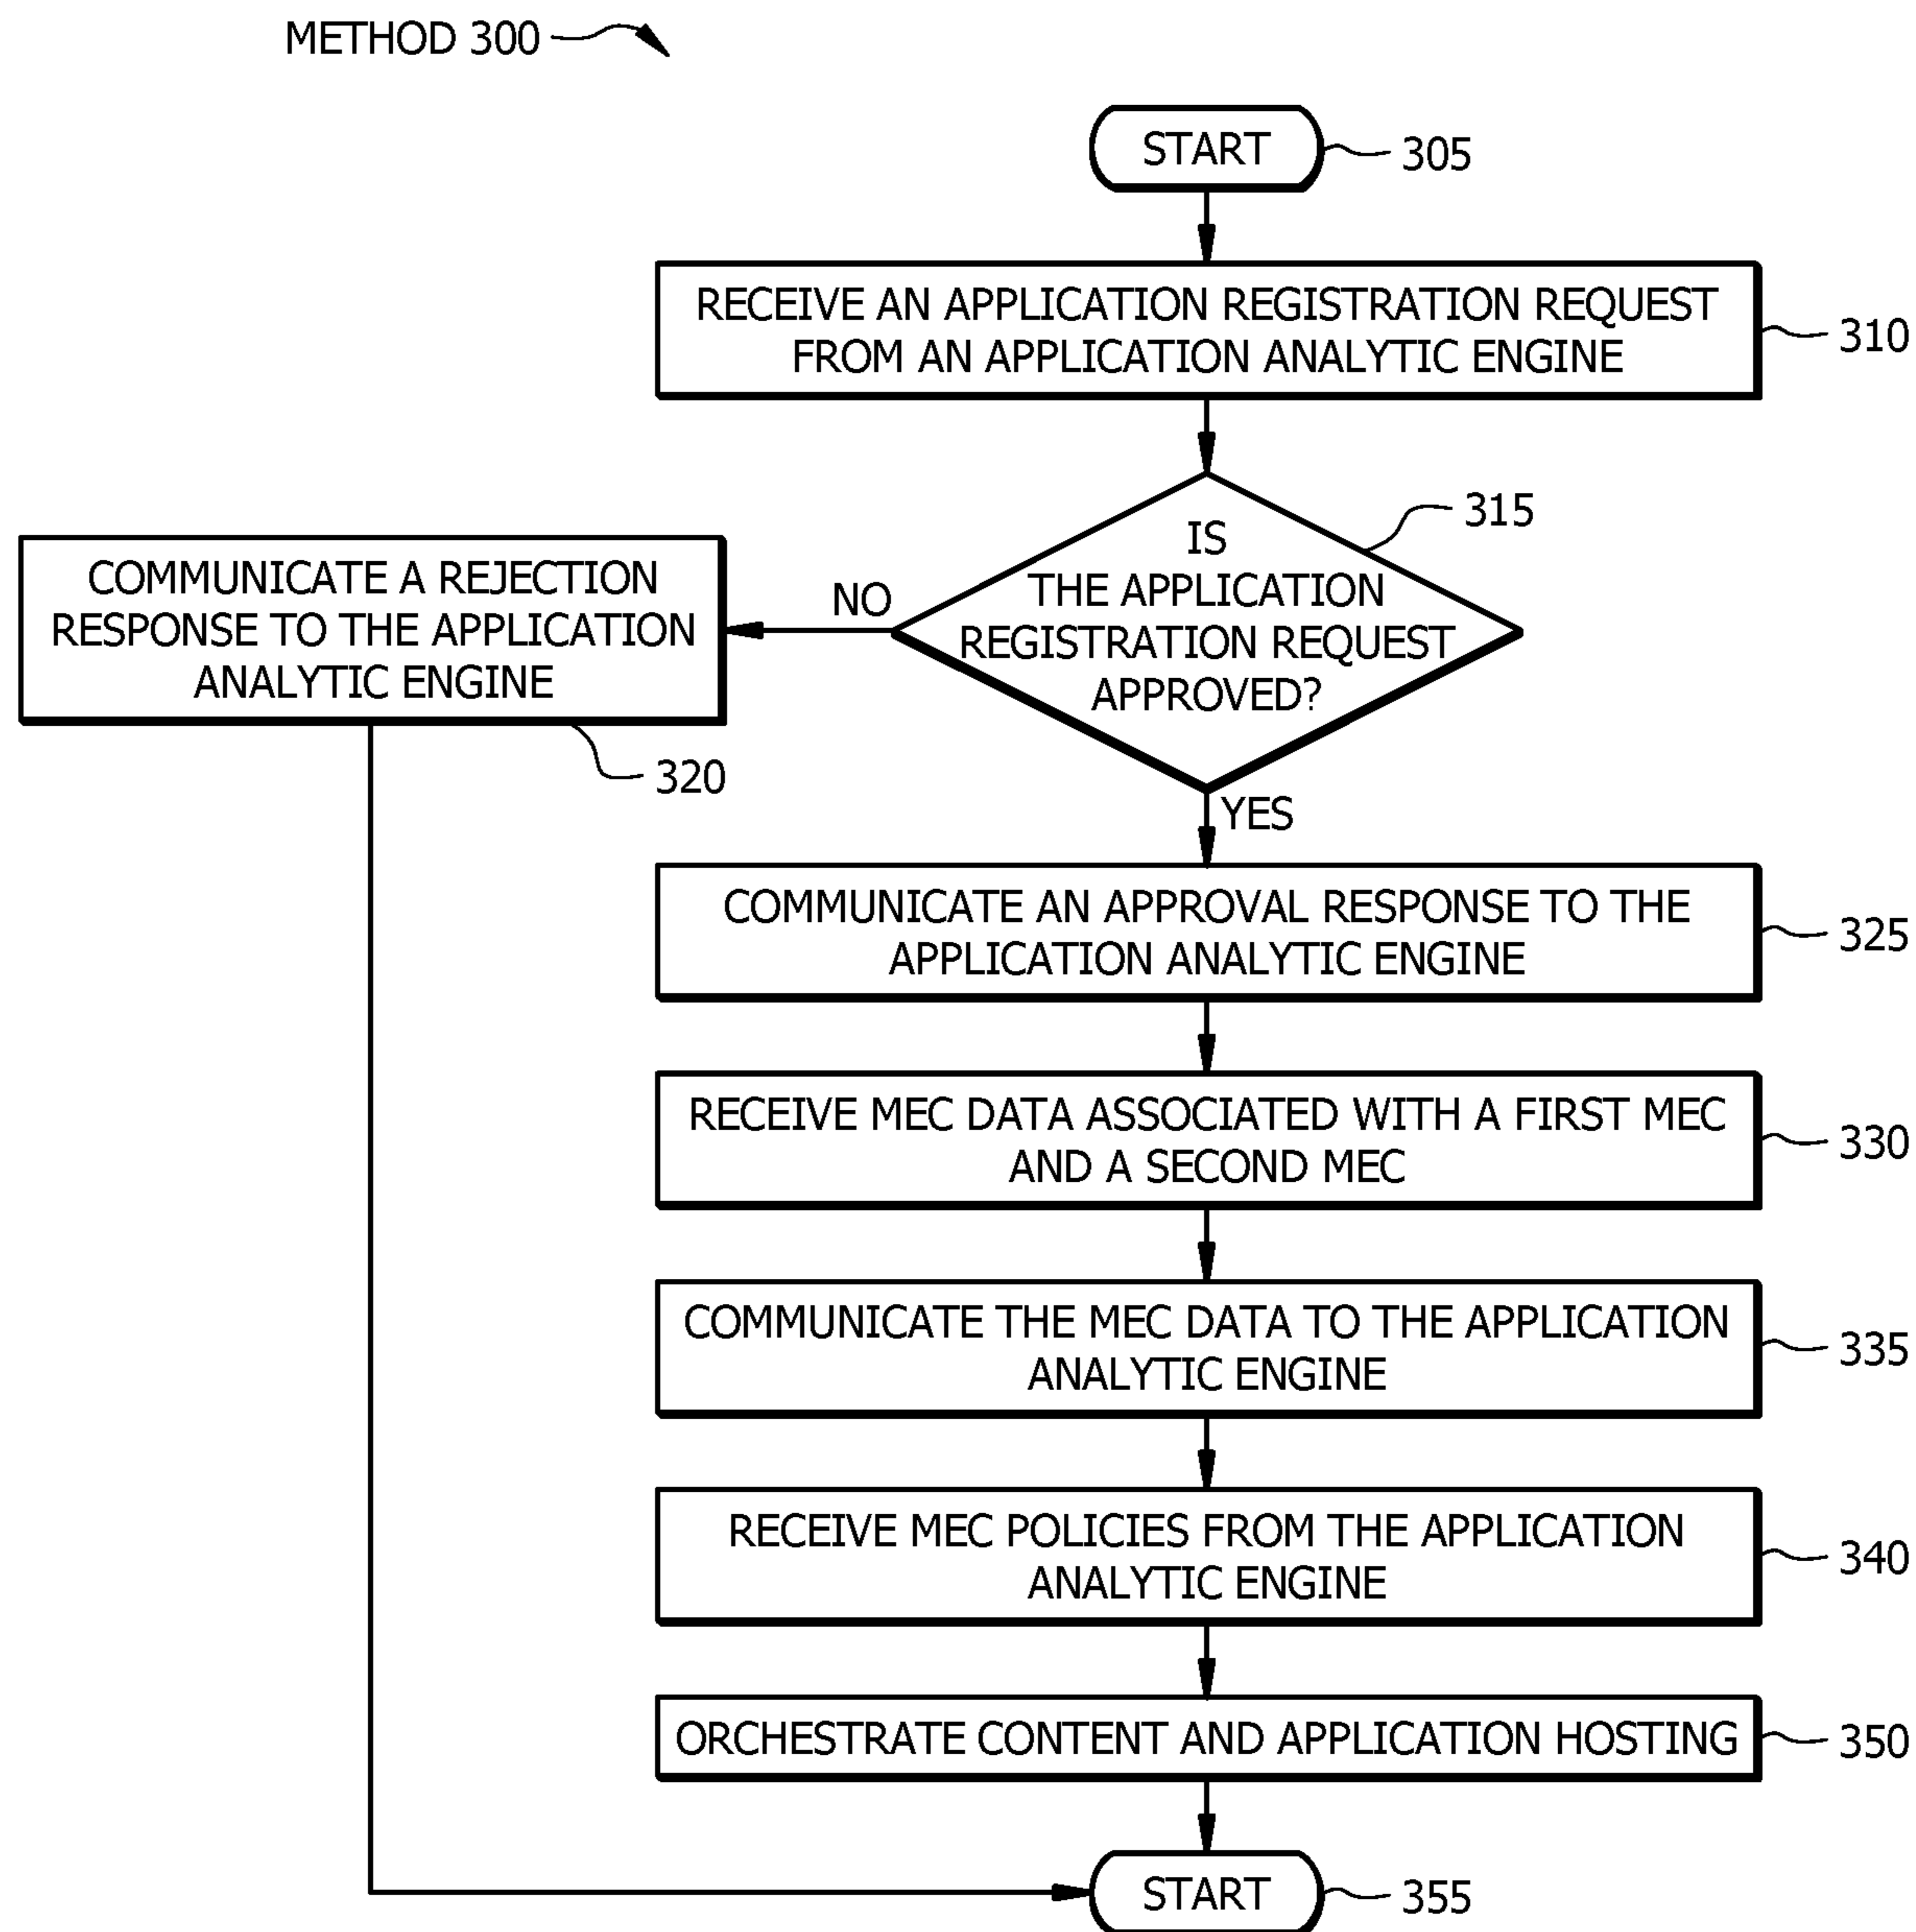 METHOD 300
START
305
RECEIVE AN APPLICATION REGISTRATION REQUEST
FROM AN APPLICATION ANALYTIC ENGINE
310
IS
THE APPLICATION
REGISTRATION REQUEST
APPROVED?
315
NO
COMMUNICATE A REJECTION
RESPONSE TO THE APPLICATION
ANALYTIC ENGINE
320
YES
COMMUNICATE AN APPROVAL RESPONSE TO THE
APPLICATION ANALYTIC ENGINE
325
RECEIVE MEC DATA ASSOCIATED WITH A FIRST MEC
AND A SECOND MEC
330
COMMUNICATE THE MEC DATA TO THE APPLICATION
ANALYTIC ENGINE
335
RECEIVE MEC POLICIES FROM THE APPLICATION
ANALYTIC ENGINE
340
ORCHESTRATE CONTENT AND APPLICATION HOSTING
350
START
355